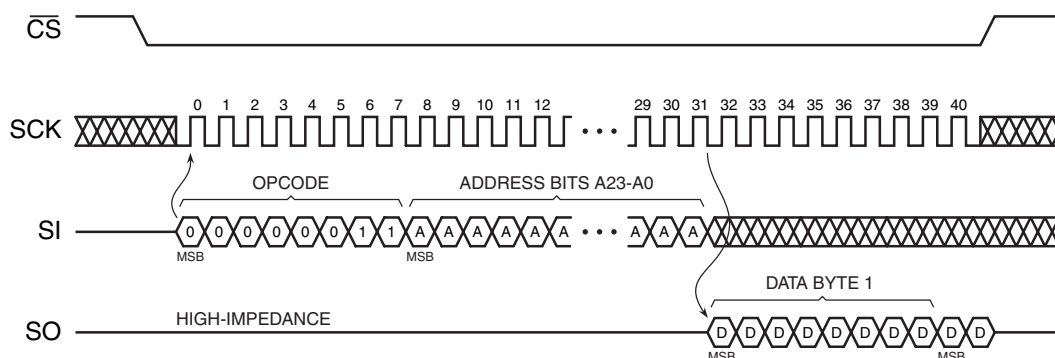 CS
0 1 2 3 4 5 6 7 8 9 10 11 12 29 30 31 32 33 34 35 36 37 38 39 40
SCK
OPCODE ADDRESS BITS A23-A0
SI 0 0 0 0 0 0 1 1 A A A A A A A A A
MSB MSB
DATA BYTE 1
SO HIGH-IMPEDANCE D D D D D D D D D D
MSB MSB